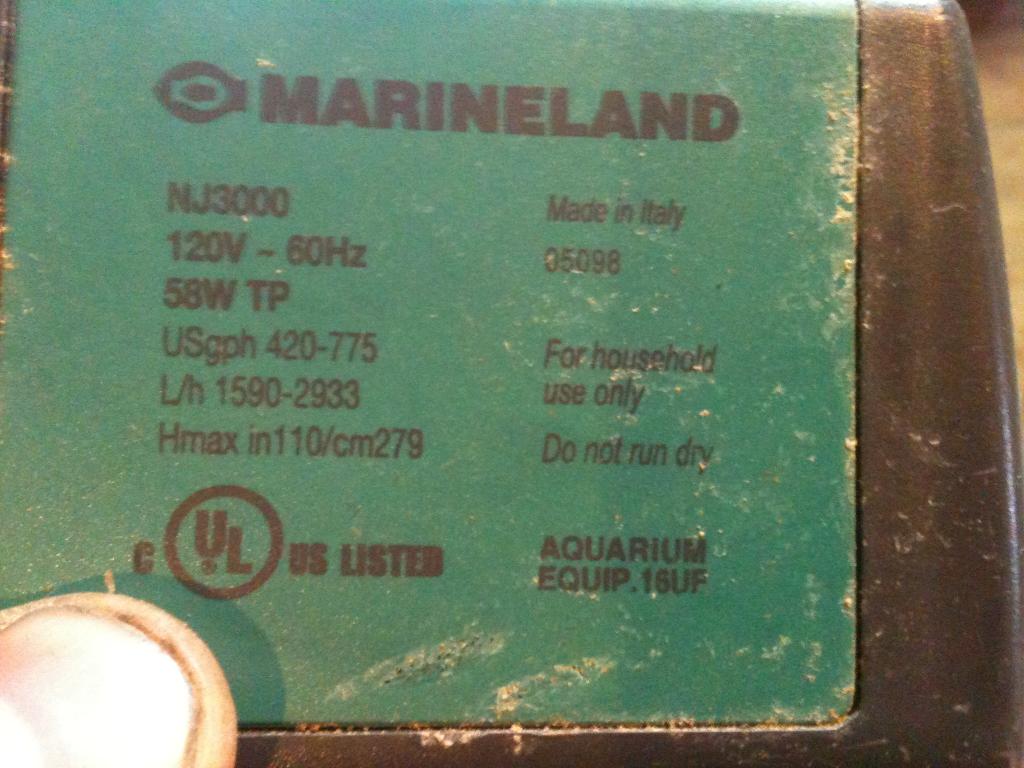 MARINELAND
NJ3000
120V ~ 60Hz
58W TP
USgph 420-775
L/h 1590-2933
Hmax in110/cm279
C UL US LISTED
Made in Italy
05098
For household
use only
Do not run dry
AQUARIUM
EQUIP.16UF